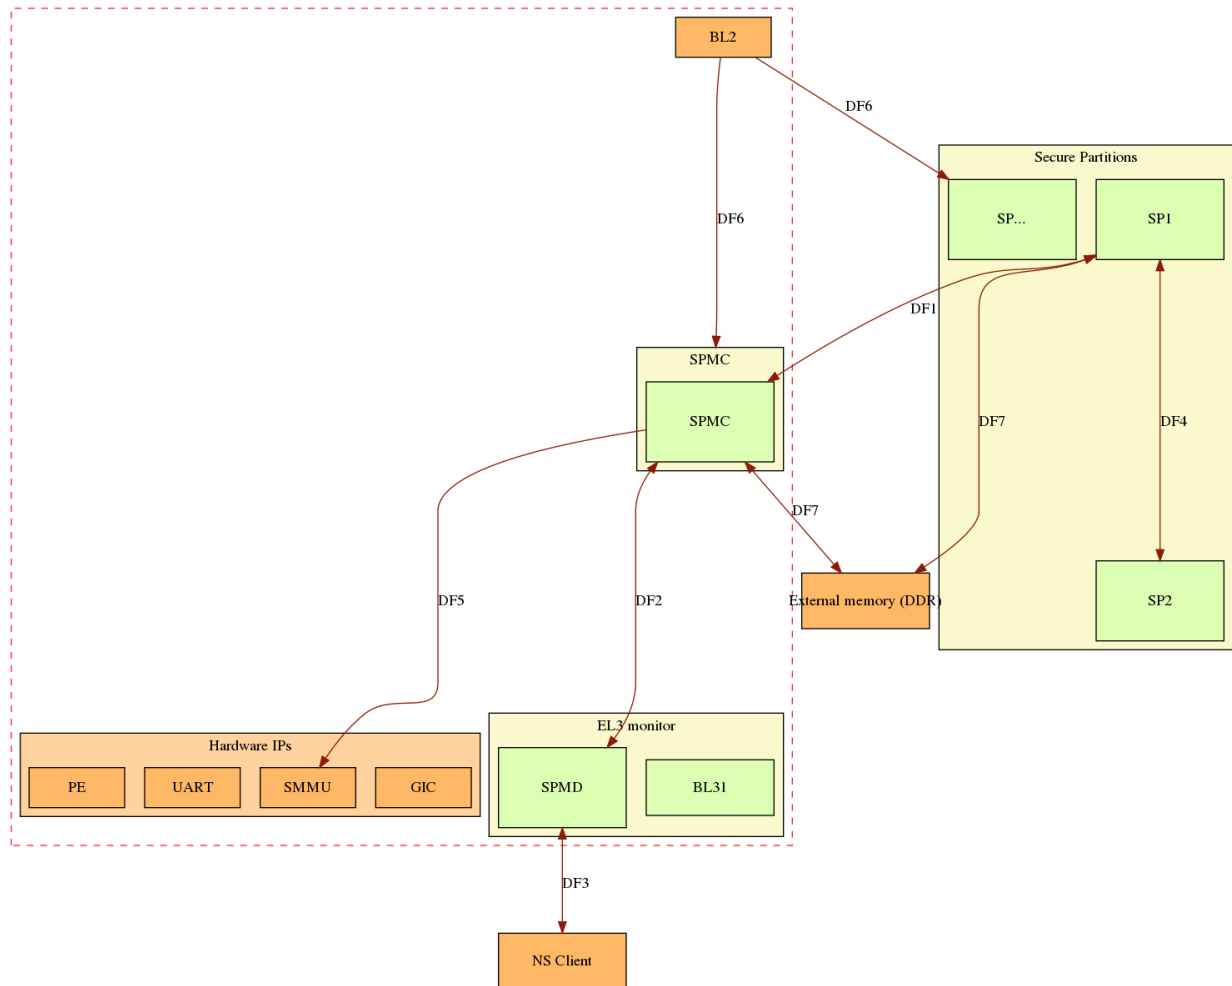 BL2
DF6
Secure Partitions
SP...
SP1
DF6
DF1
SPMC
SPMC
DF7
DF4
DF7
DF5
DF2
External memory (DDR)
SP2
EL3 monitor
Hardware IPs
PE
UART
SMMU
GIC
SPMD
BL31
DF3
NS Client